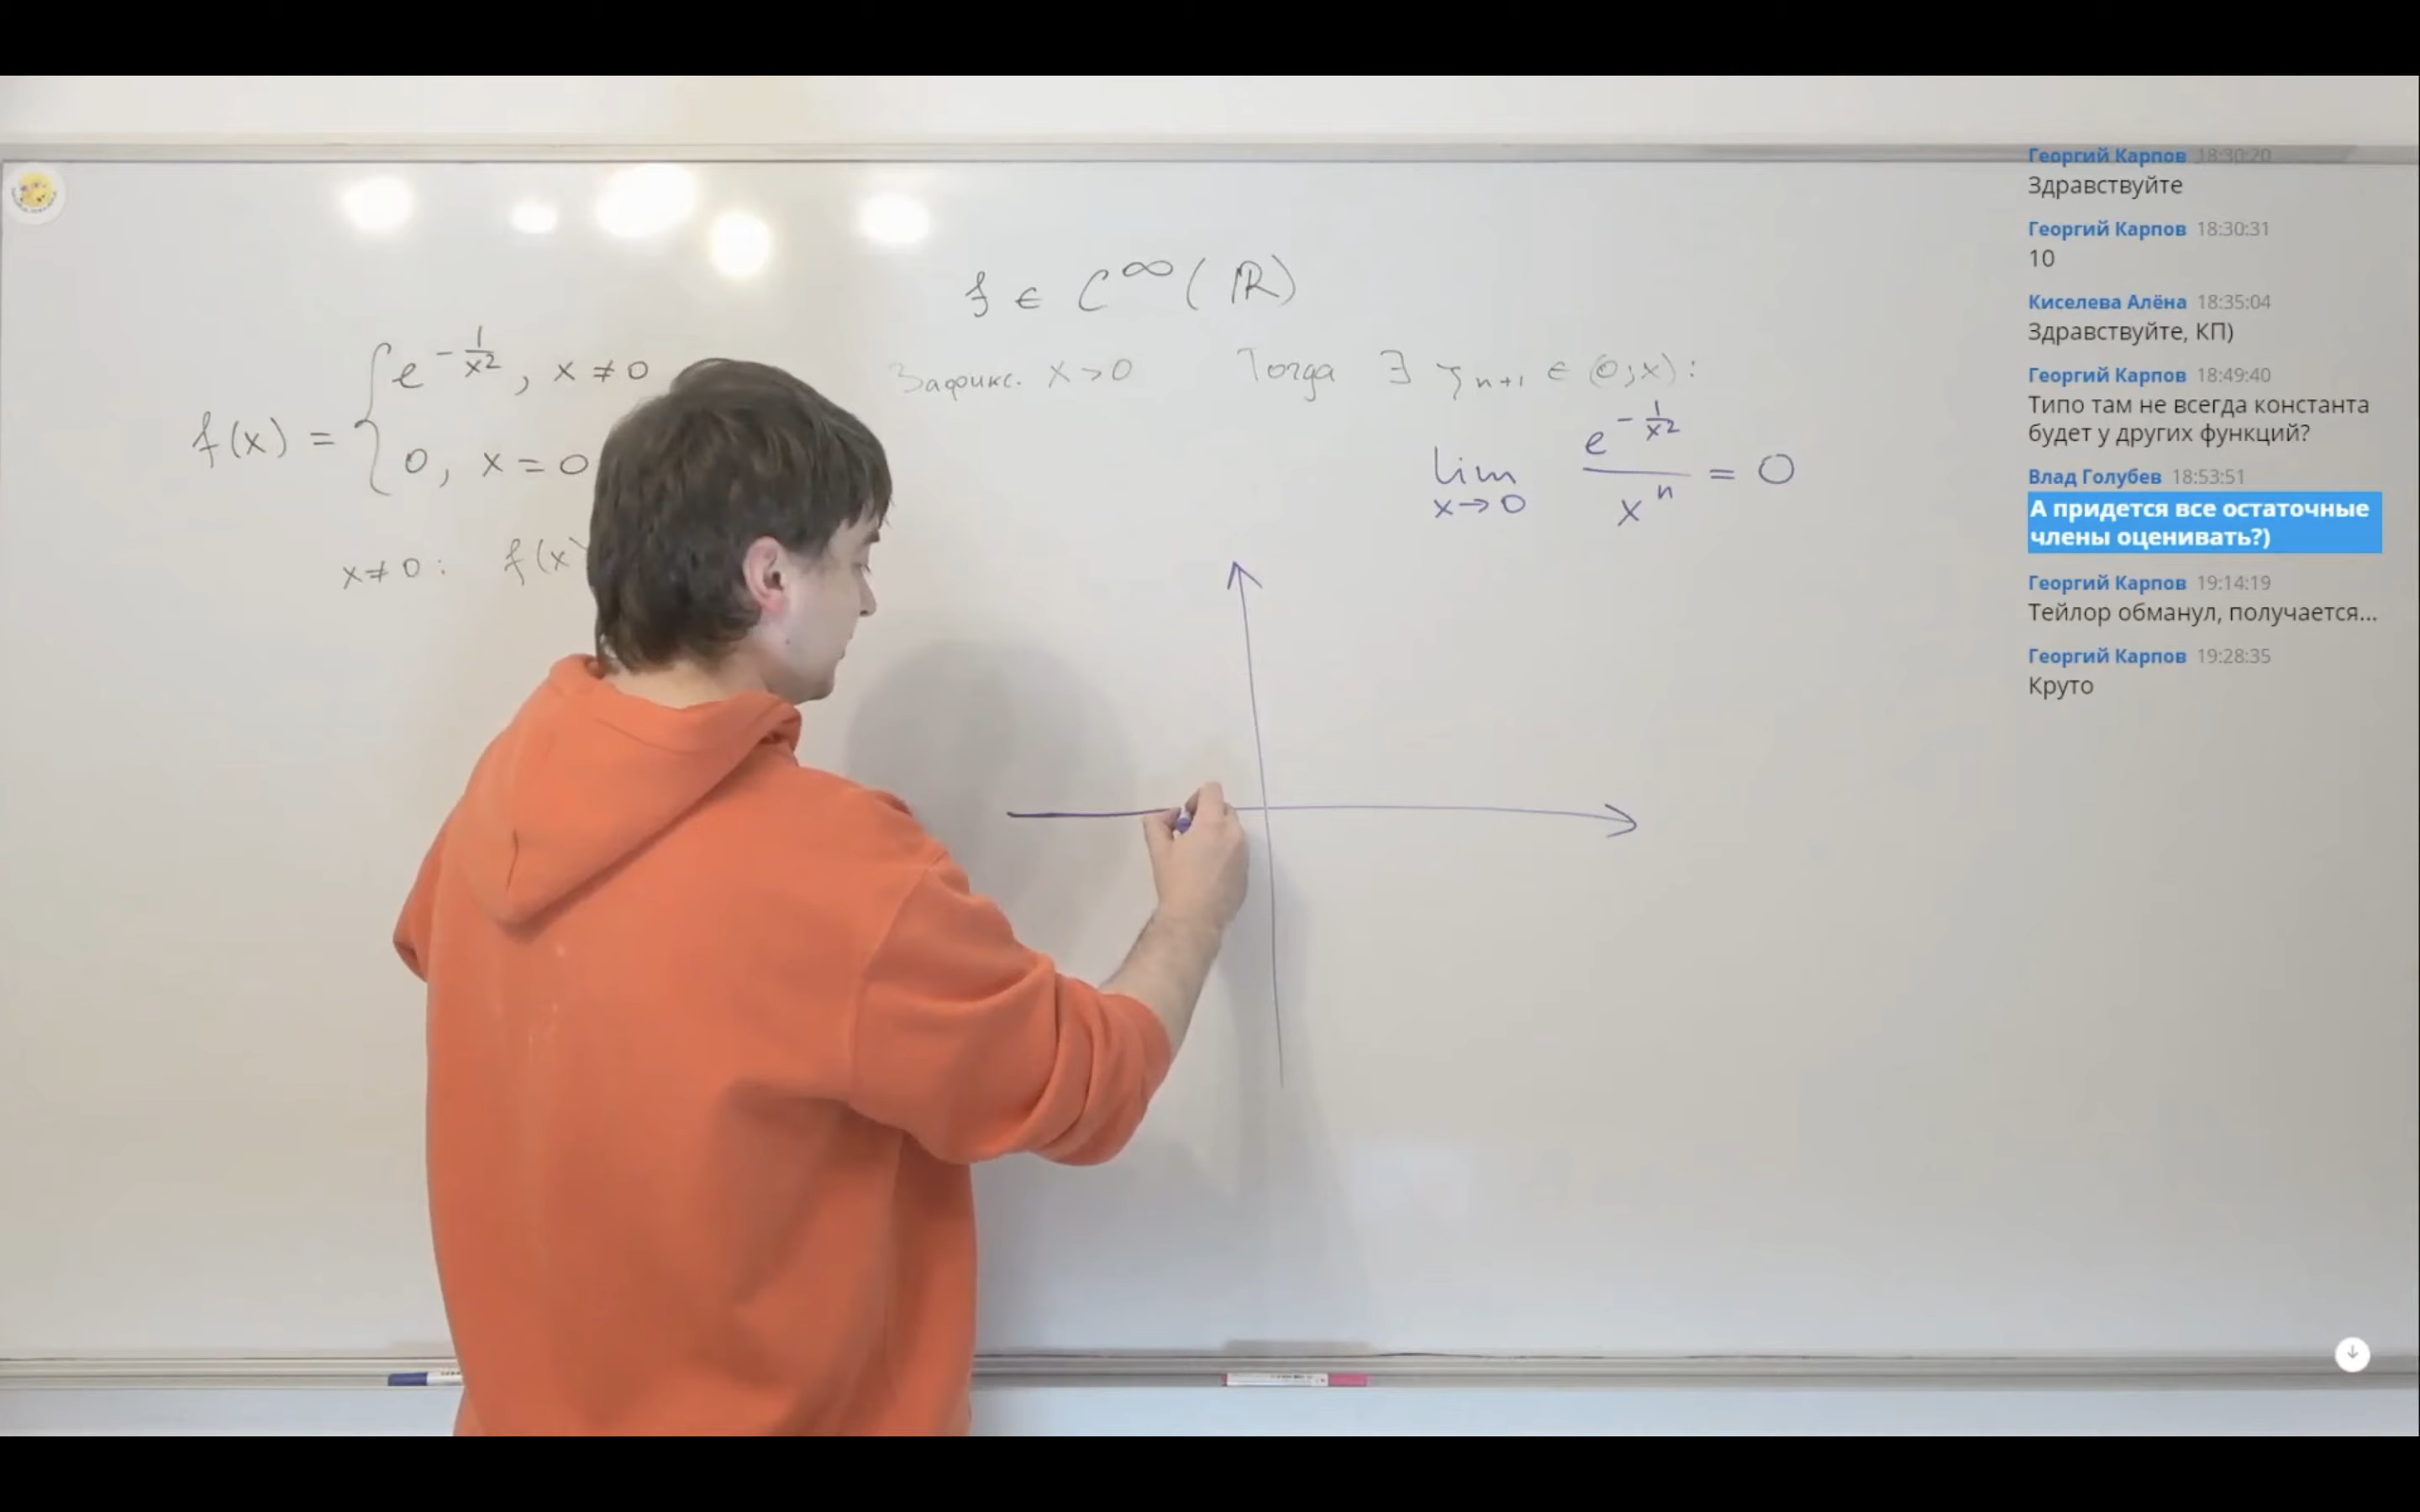 f ∈ C^∞(ℝ)
f(x) = { e^{-1/x²}, x ≠ 0
0, x = 0
Зафикс. x > 0 Тогда ∃ ξ_{n+1} ∈ (0; x):
lim_{x→0} e^{-1/x²} / x^n = 0
x ≠ 0: f(x)
Георгий Карпов 18:30:20
Здравствуйте
Георгий Карпов 18:30:31
10
Киселева Алёна 18:35:04
Здравствуйте, КП)
Георгий Карпов 18:49:40
Типо там не всегда константа
будет у других функций?
Влад Голубев 18:53:51
А придется все остаточные
члены оценивать?)
Георгий Карпов 19:14:19
Тейлор обманул, получается...
Георгий Карпов 19:28:35
Круто